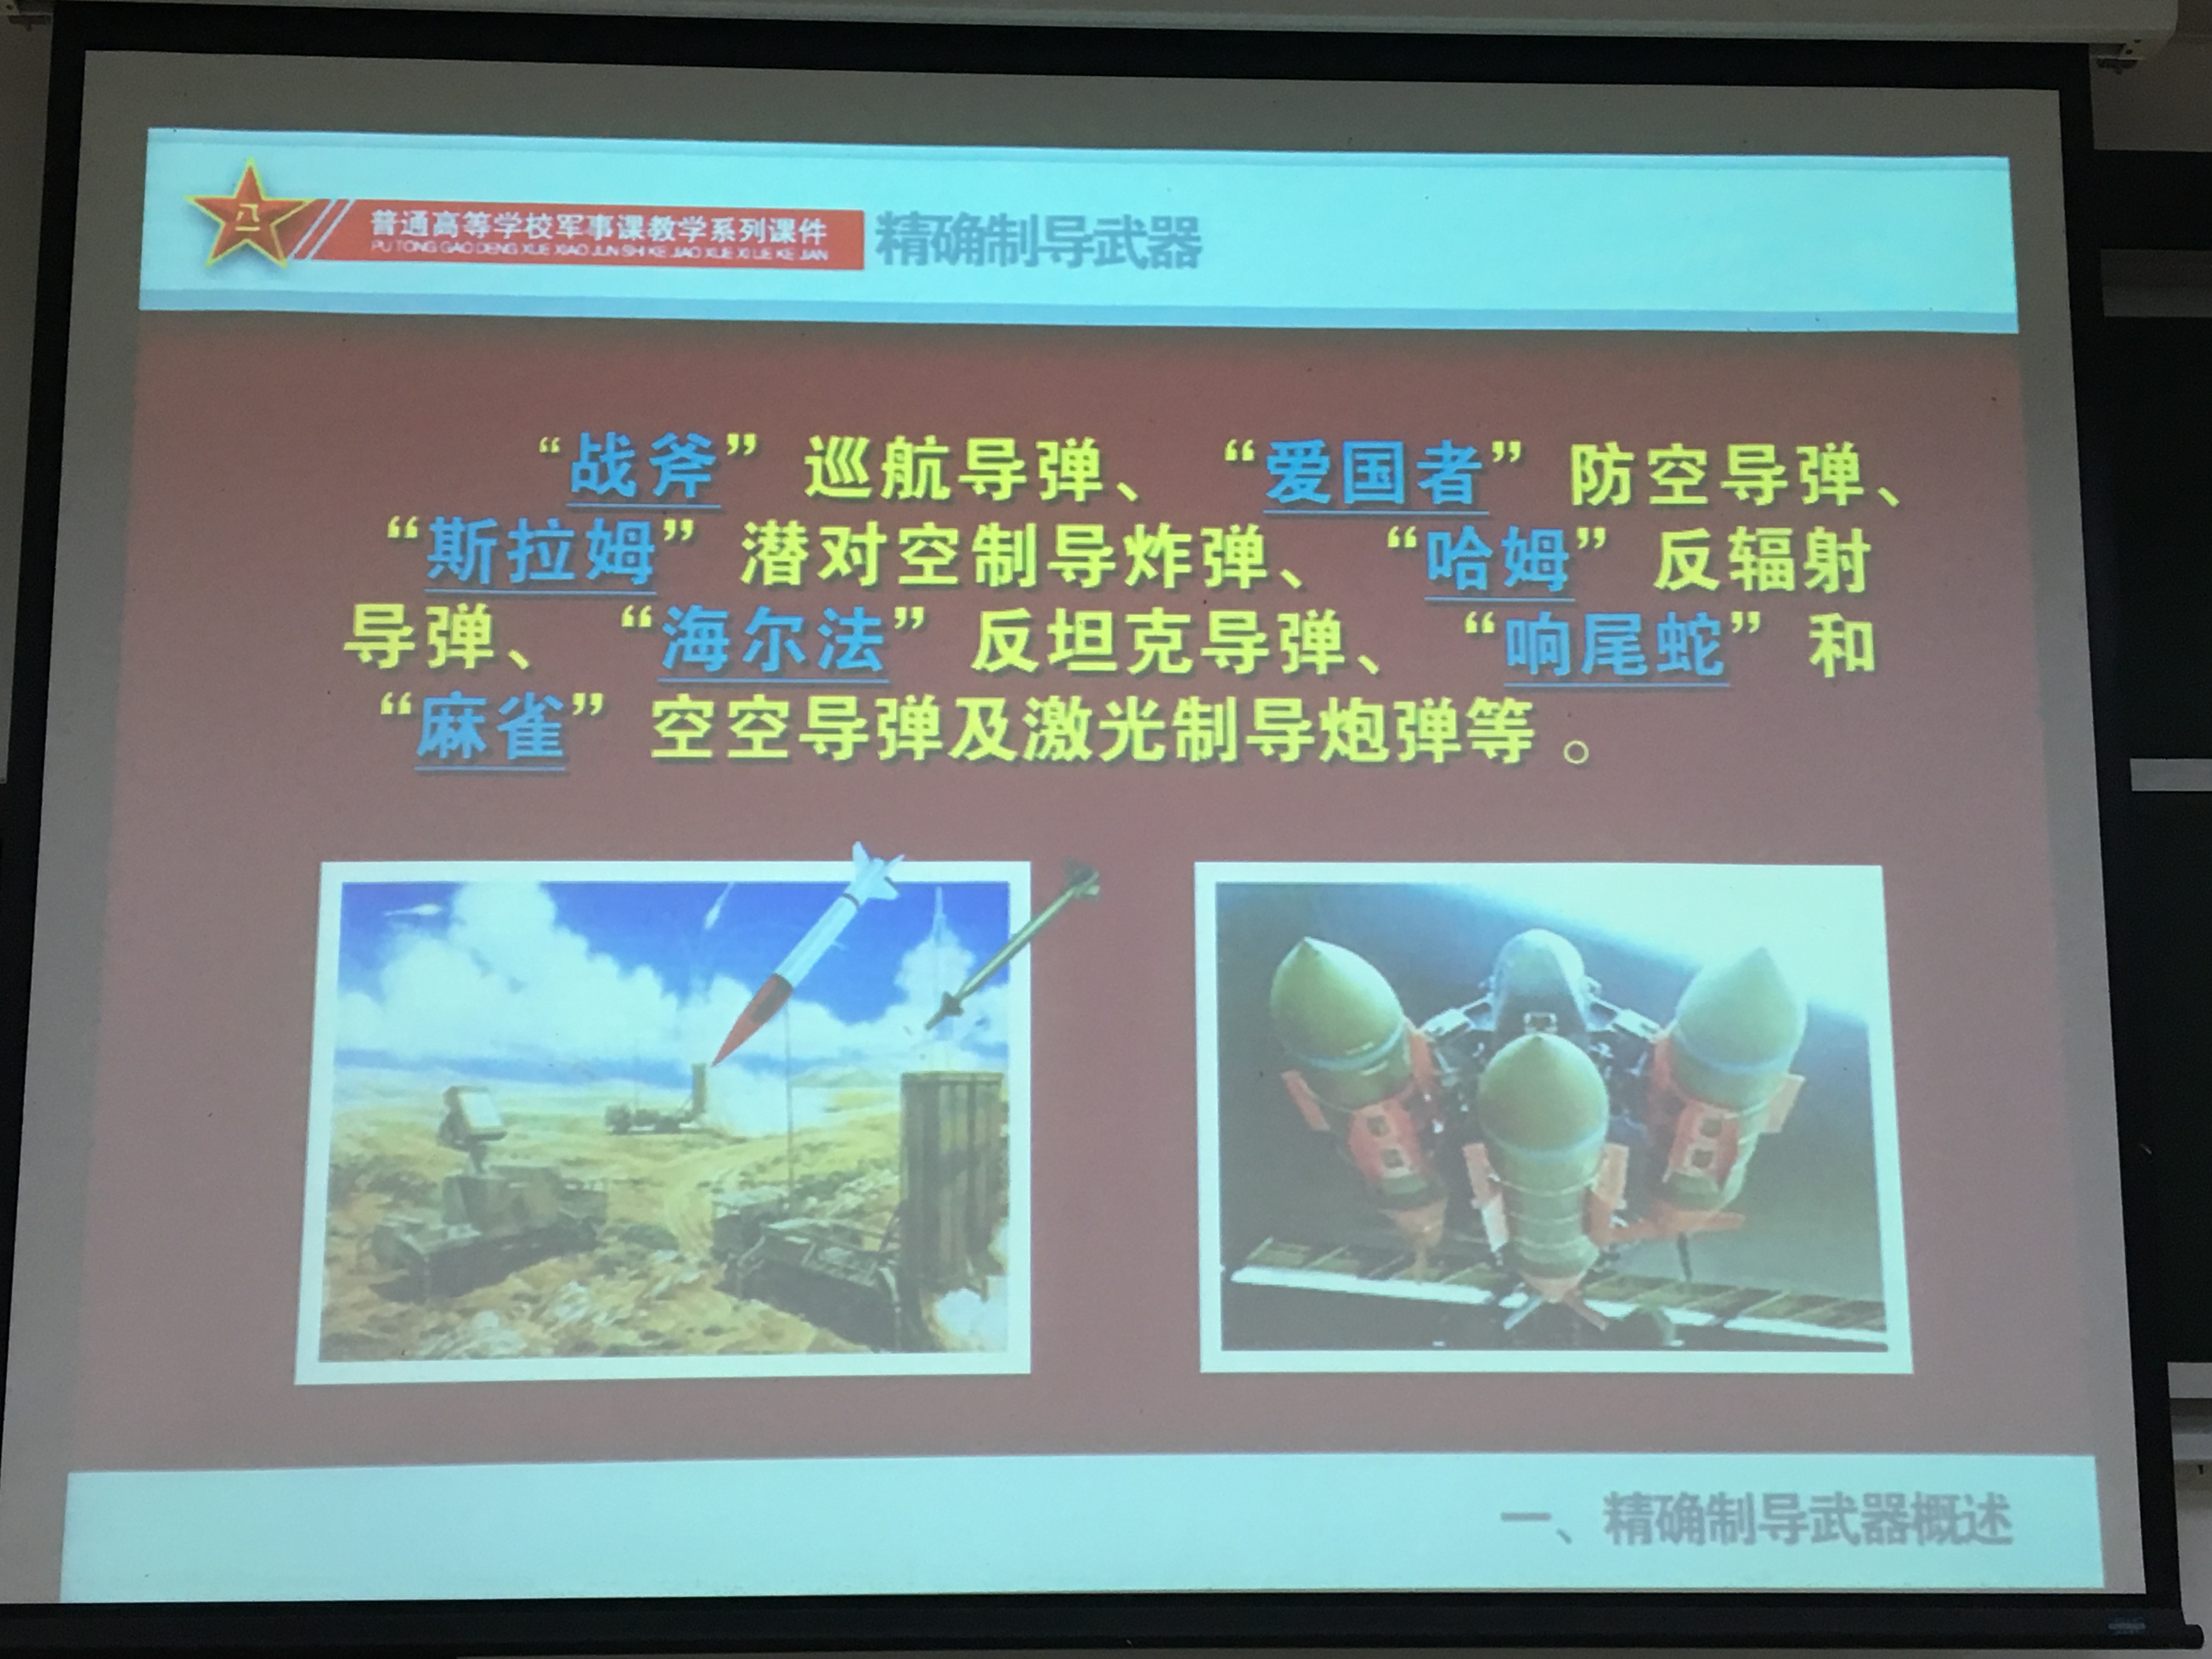 八一
普通高等学校军事课教学系列课件
PU TONG GAO DENG XUE XIAO JUN SHI KE JIAO XUE XI LIE KE JIAN
精确制导武器
“战斧”巡航导弹、“爱国者”防空导弹、
“斯拉姆”潜对空制导炸弹、“哈姆”反辐射
导弹、“海尔法”反坦克导弹、“响尾蛇”和
“麻雀”空空导弹及激光制导炮弹等。
一、精确制导武器概述